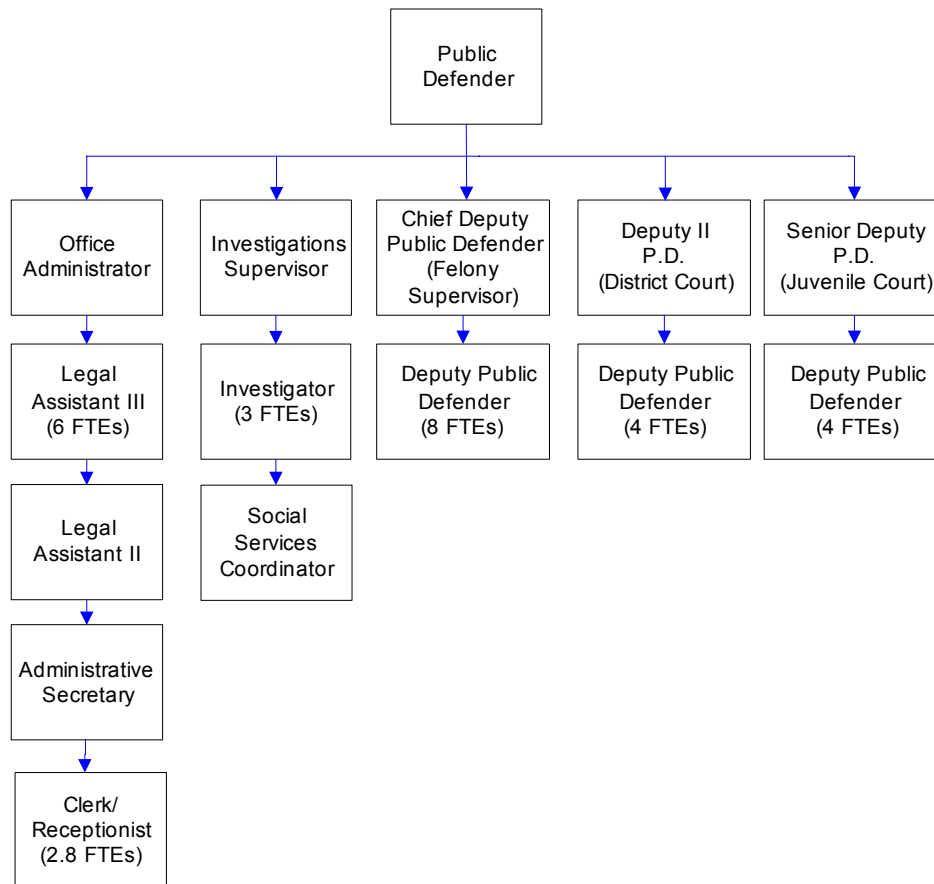 Public
Defender
Office
Administrator
Investigations
Supervisor
Chief Deputy
Public Defender
(Felony
Supervisor)
Deputy II
P.D.
(District Court)
Senior Deputy
P.D.
(Juvenile Court)
Legal
Assistant III
(6 FTEs)
Investigator
(3 FTEs)
Deputy Public
Defender
(8 FTEs)
Deputy Public
Defender
(4 FTEs)
Deputy Public
Defender
(4 FTEs)
Legal
Assistant II
Social
Services
Coordinator
Administrative
Secretary
Clerk/
Receptionist
(2.8 FTEs)